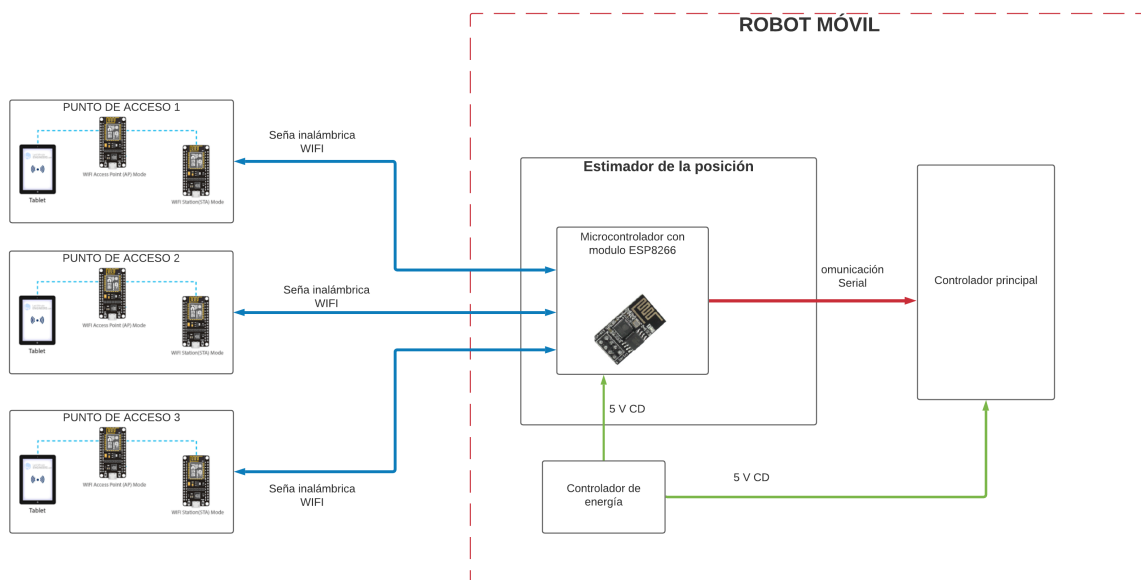 ROBOT MÓVIL
PUNTO DE ACCESO 1
WiFi Access Point (AP) Mode
Tablet
WIFI Station(STA) Mode
Seña inalámbrica
WIFI
PUNTO DE ACCESO 2
WiFi Access Point (AP) Mode
Tablet
WIFI Station(STA) Mode
Seña inalámbrica
WIFI
PUNTO DE ACCESO 3
WiFi Access Point (AP) Mode
Tablet
WIFI Station(STA) Mode
Seña inalámbrica
WIFI
Estimador de la posición
Microcontrolador con
modulo ESP8266
omunicación
Serial
Controlador principal
5 V CD
Controlador de
energía
5 V CD